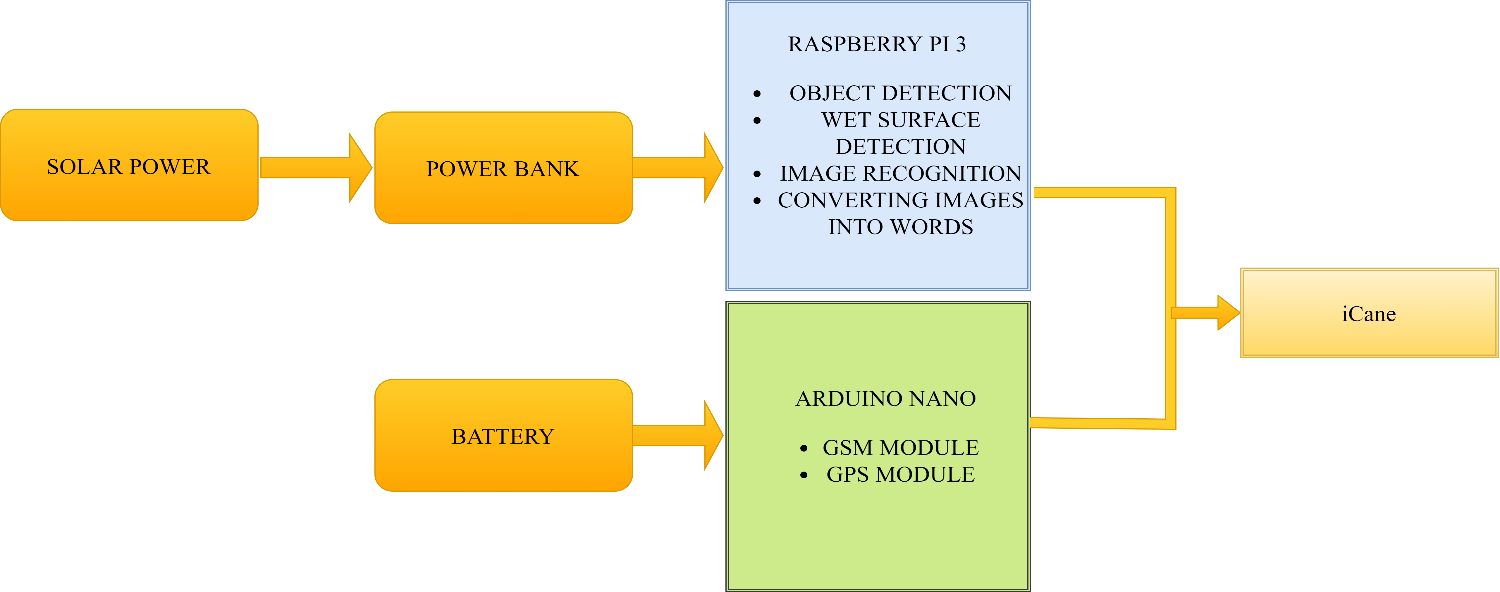 SOLAR POWER
POWER BANK
RASPBERRY PI 3
• OBJECT DETECTION
• WET SURFACE
DETECTION
• IMAGE RECOGNITION
• CONVERTING IMAGES
INTO WORDS
BATTERY
ARDUINO NANO
• GSM MODULE
• GPS MODULE
iCane